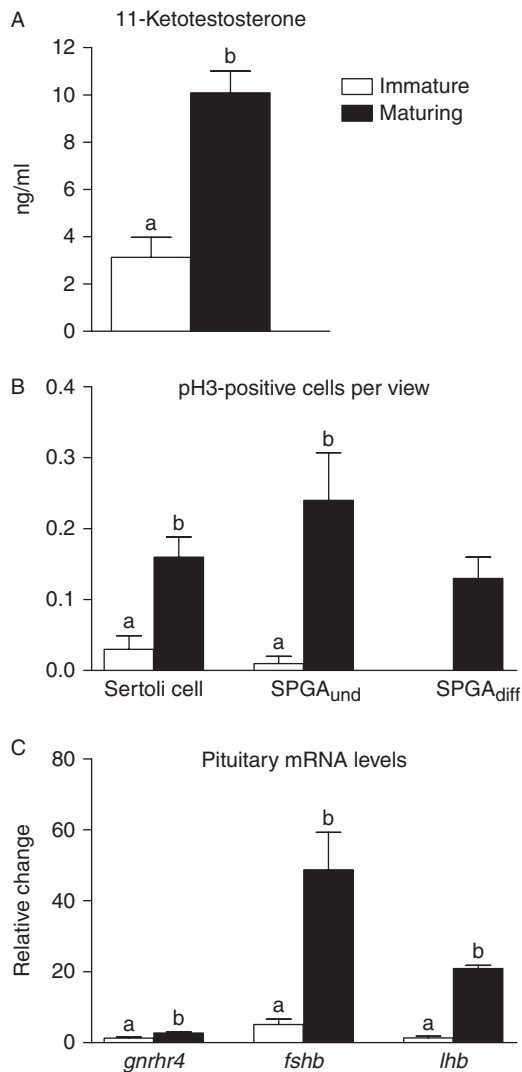 A 11-Ketotestosterone
12
10
8
6
4
2
0
ng/ml
a
b
Immature
Maturing
B pH3-positive cells per view
0.4
0.3
0.2
0.1
0.0
a
b
a
b
Sertoli cell SPGAund SPGAdiff
C Pituitary mRNA levels
80
60
40
20
0
Relative change
a
b
a
b
a
b
gnrhr4 fshb lhb